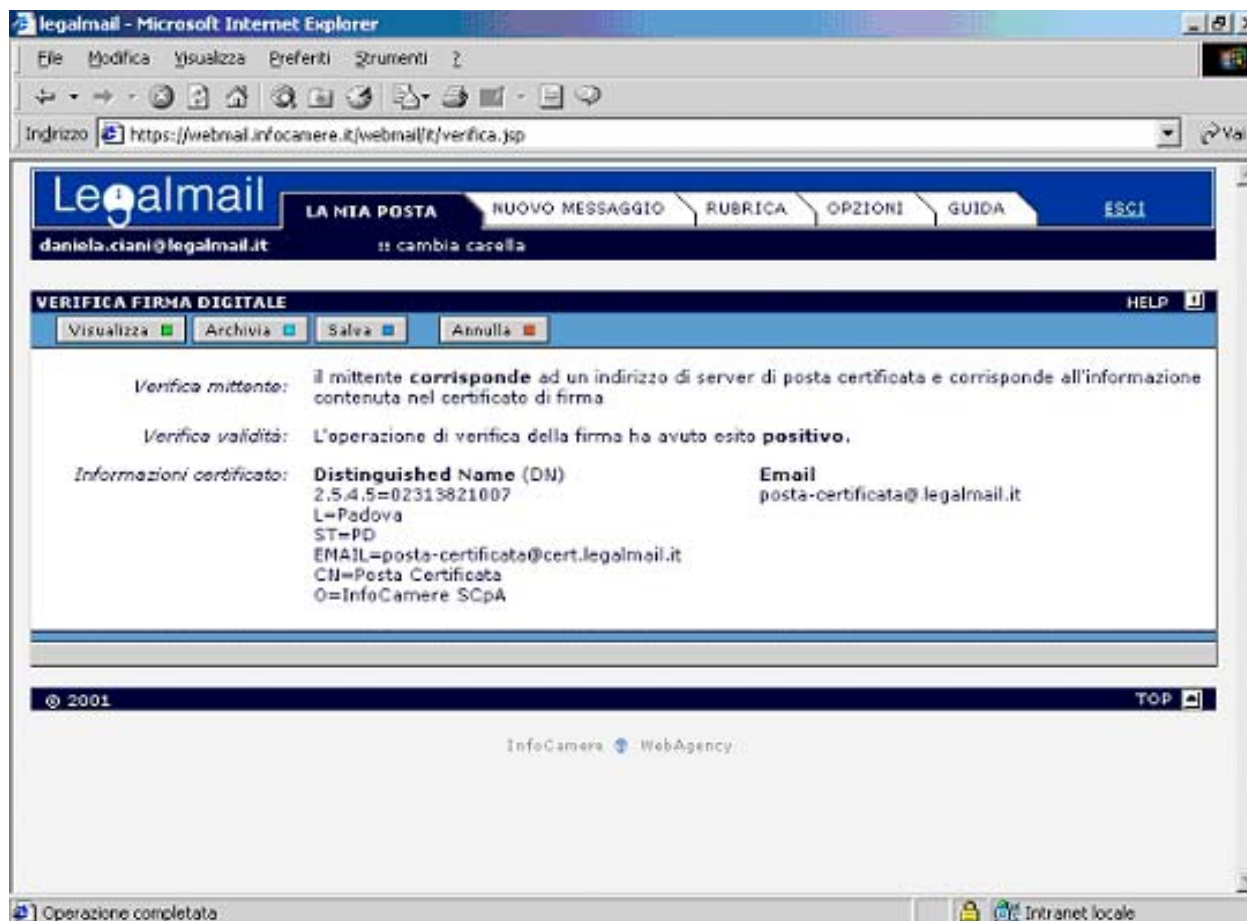 legalmail - Microsoft Internet Explorer
File Modifica Visualizza Preferiti Strumenti ?
Indirizzo https://webmail.infocamere.it/webmail/it/verifica.jsp Vai
Legalmail LA MIA POSTA NUOVO MESSAGGIO RUBRICA OPZIONI GUIDA ESCI
daniela.ciani@legalmail.it :: cambia casella
VERIFICA FIRMA DIGITALE HELP
Visualizza Archivia Salva Annulla
Verifica mittente: il mittente corrisponde ad un indirizzo di server di posta certificata e corrisponde all'informazione
contenuta nel certificato di firma
Verifica validità: L'operazione di verifica della firma ha avuto esito positivo.
Informazioni certificato: Distinguished Name (DN) Email
2.5.4.5=02313821007 posta-certificata@legalmail.it
L=Padova
ST=PD
EMAIL=posta-certificata@cert.legalmail.it
CN=Posta Certificata
O=InfoCamere SCpA
© 2001 TOP
InfoCamere WebAgency
Operazione completata Intranet locale